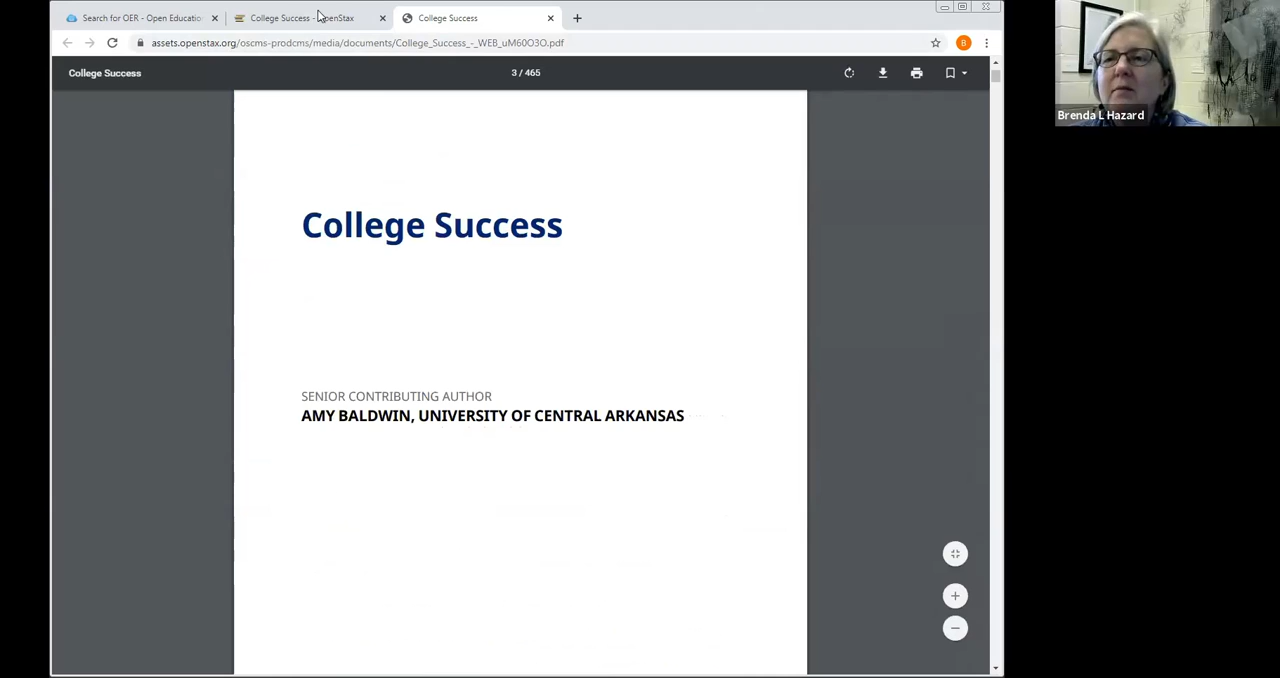 Search for OER - Open Educatio
College Success - OpenStax
College Success
assets.openstax.org/oscms-prodcms/media/documents/College_Success_-_WEB_uM60O3O.pdf
B
College Success
3 / 465
College Success
SENIOR CONTRIBUTING AUTHOR
AMY BALDWIN, UNIVERSITY OF CENTRAL ARKANSAS
Brenda L Hazard